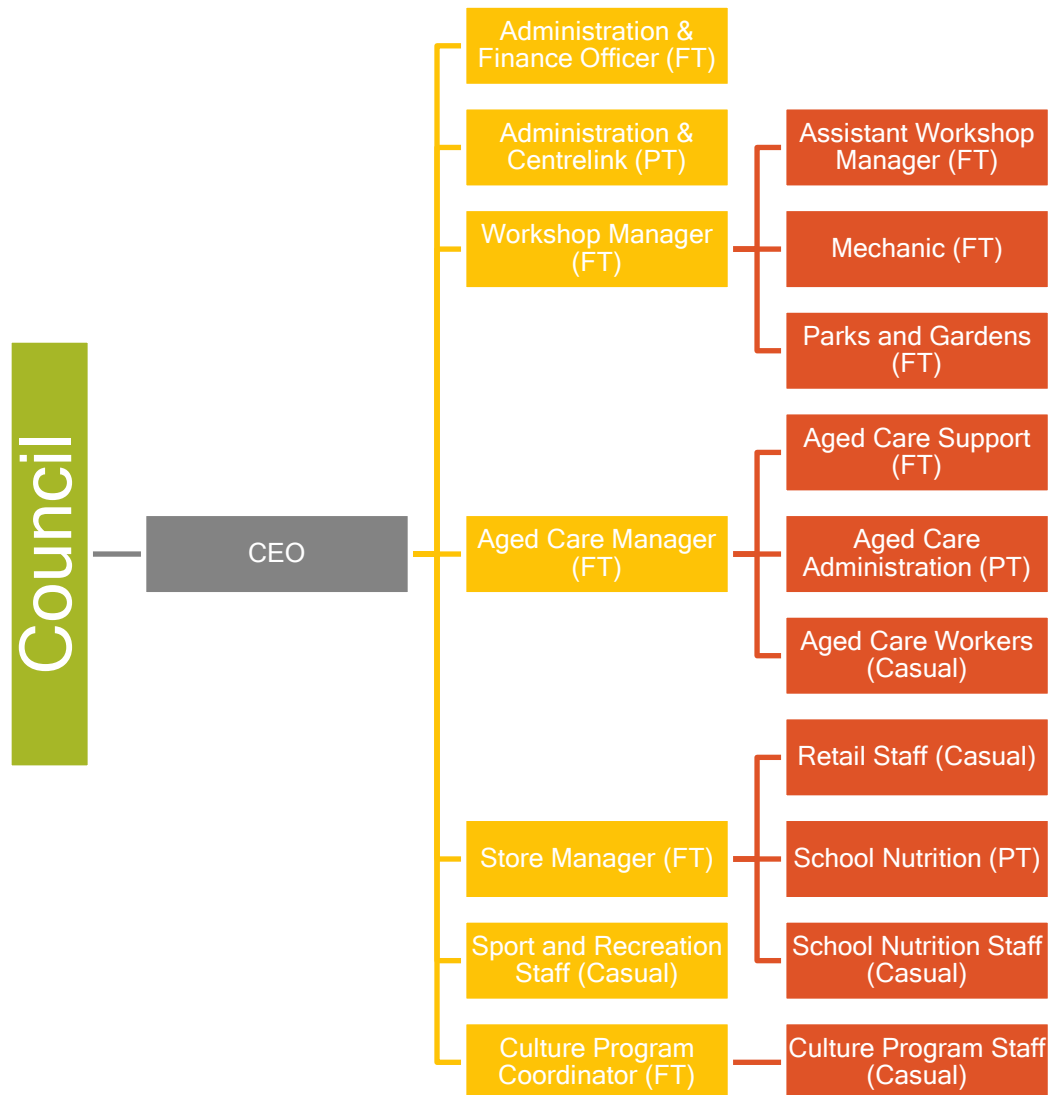 Council
CEO
Administration &
Finance Officer (FT)
Administration &
Centrelink (PT)
Workshop Manager
(FT)
Assistant Workshop
Manager (FT)
Mechanic (FT)
Parks and Gardens
(FT)
Aged Care Manager
(FT)
Aged Care Support
(FT)
Aged Care
Administration (PT)
Aged Care Workers
(Casual)
Store Manager (FT)
Retail Staff (Casual)
School Nutrition (PT)
School Nutrition Staff
(Casual)
Sport and Recreation
Staff (Casual)
Culture Program
Coordinator (FT)
Culture Program Staff
(Casual)